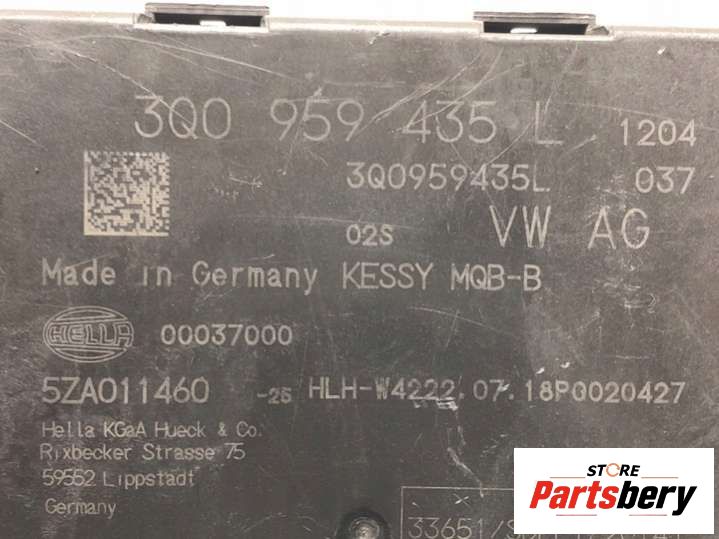 3Q0 959 435 L 1204
3Q0959435L 037
02S VW AG
Made in Germany KESSY MQB-B
HELLA 00037000
5ZA011460 -25 HLH-W4222.07.18P0020427
Hella KGaA Hueck & Co.
Rixbecker Strasse 75
59552 Lippstadt
Germany
STORE
Partsbery